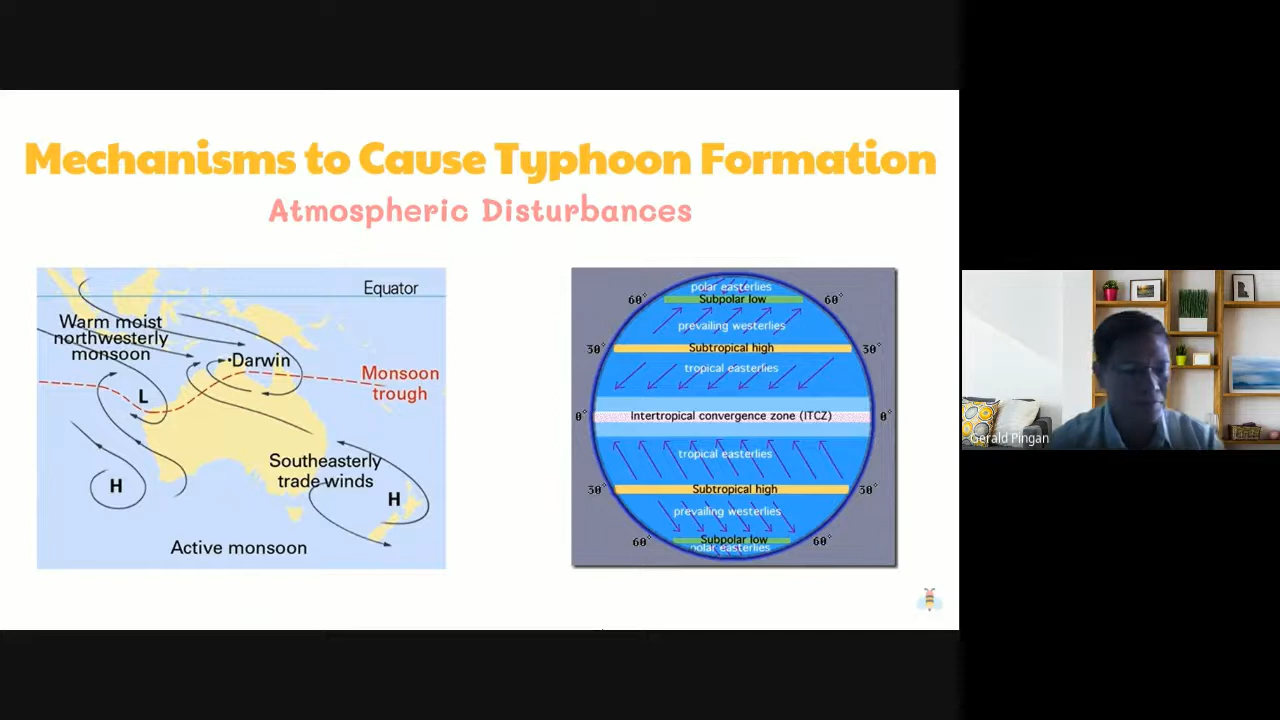 Mechanisms to Cause Typhoon Formation
Atmospheric Disturbances
Equator
Warm moist
northwesterly
monsoon
Darwin
Monsoon
trough
L
Southeasterly
trade winds
H
H
Active monsoon
polar easterlies
60° Subpolar low 60°
prevailing westerlies
30° Subtropical high 30°
tropical easterlies
0° Intertropical convergence zone (ITCZ) 0°
tropical easterlies
30° Subtropical high 30°
prevailing westerlies
60° Subpolar low 60°
polar easterlies
Gerald Pingan